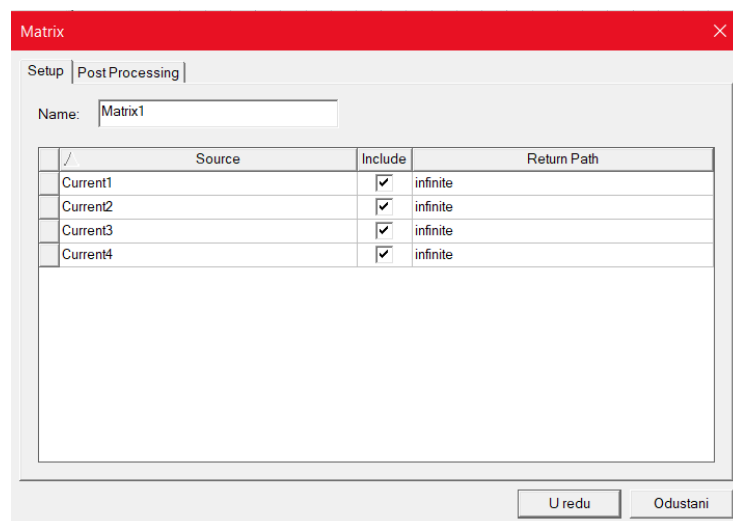 Matrix
Setup Post Processing
Name: Matrix1
Source Include Return Path
Current1 infinite
Current2 infinite
Current3 infinite
Current4 infinite
U redu Odustani